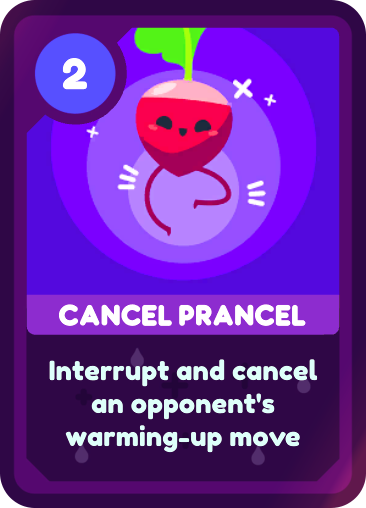 2
CANCEL PRANCEL
Interrupt and cancel
an opponent's
warming-up move